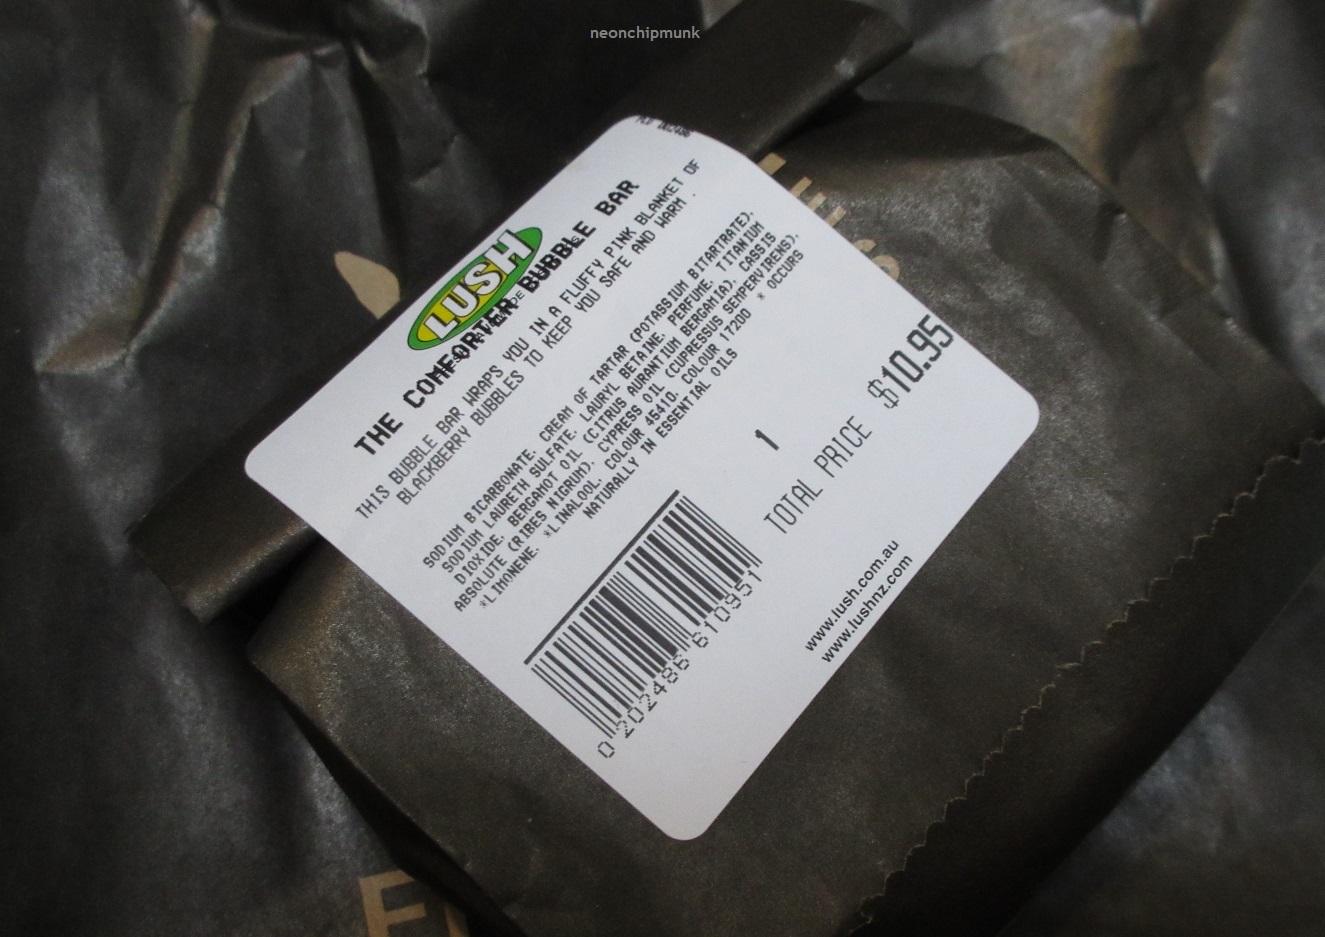 neonchipmunk
LUSH
THE COMFORTER BUBBLE BAR
THIS BUBBLE BAR WRAPS YOU IN A FLUFFY PINK BLANKET OF
BLACKBERRY BUBBLES TO KEEP YOU SAFE AND WARM .
SODIUM BICARBONATE, CREAM OF TARTAR (POTASSIUM BITARTRATE),
SODIUM LAURETH SULFATE, LAURYL BETAINE, PERFUME, TITANIUM
DIOXIDE, BERGAMOT OIL (CITRUS AURANTIUM BERGAMIA), CASSIS
ABSOLUTE (RIBES NIGRUM), CYPRESS OIL (CUPRESSUS SEMPERVIRENS),
*LIMONENE, *LINALOOL, COLOUR 45410, COLOUR 17200 * OCCURS
NATURALLY IN ESSENTIAL OILS
1
TOTAL PRICE $10.95
0 202486 610951
www.lush.com.au
www.lushnz.com